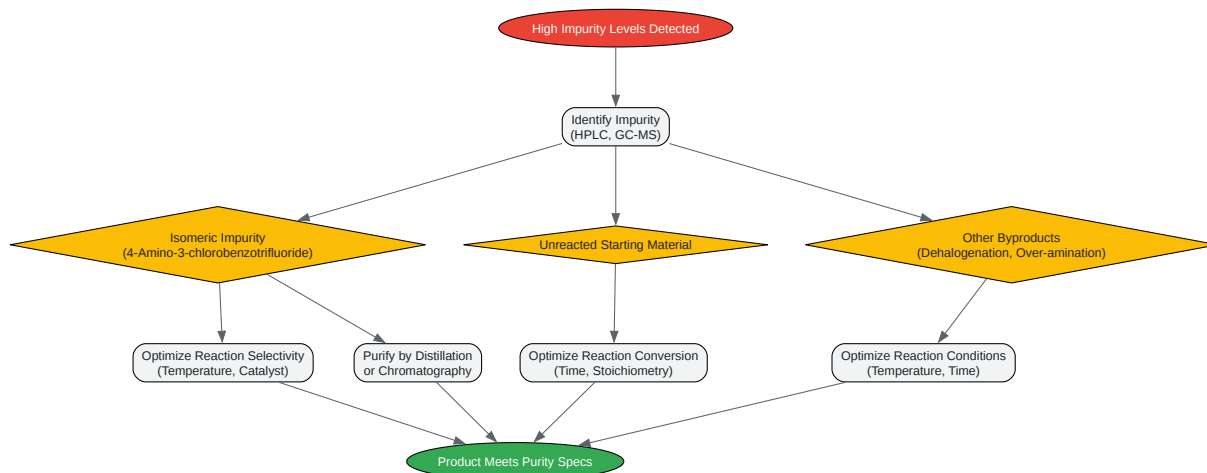 High Impurity Levels Detected
Identify Impurity
(HPLC, GC-MS)
Isomeric Impurity
(4-Amino-3-chlorobenzotrifluoride)
Unreacted Starting Material
Other Byproducts
(Dehalogenation, Over-amination)
Optimize Reaction Selectivity
(Temperature, Catalyst)
Purify by Distillation
or Chromatography
Optimize Reaction Conversion
(Time, Stoichiometry)
Optimize Reaction Conditions
(Temperature, Time)
Product Meets Purity Specs